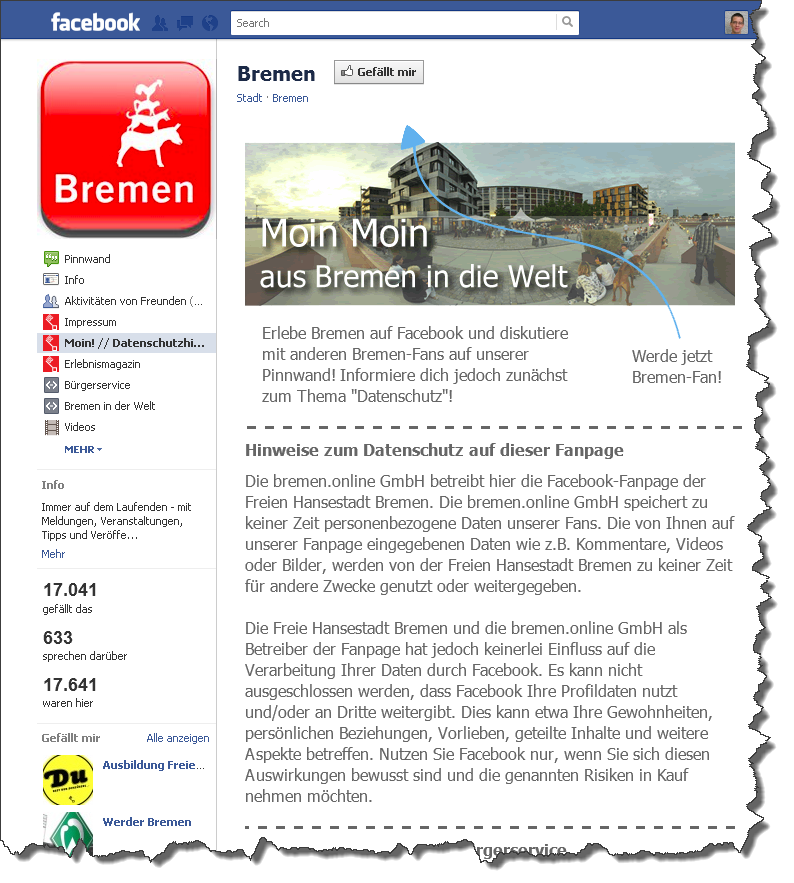 facebook
Search
Bremen
Gefällt mir
Stadt · Bremen
Bremen
Pinnwand
Info
Aktivitäten von Freunden (...
Impressum
Moin! // Datenschutzhi...
Erlebnismagazin
Bürgerservice
Bremen in der Welt
Videos
MEHR
Info
Immer auf dem Laufenden - mit
Meldungen, Veranstaltungen,
Tipps und Veröffe...
Mehr
17.041
gefällt das
633
sprechen darüber
17.641
waren hier
Gefällt mir
Alle anzeigen
Du
Ausbildung Freie...
Werder Bremen
Moin Moin
aus Bremen in die Welt
Erlebe Bremen auf Facebook und diskutiere
mit anderen Bremen-Fans auf unserer
Pinnwand! Informiere dich jedoch zunächst
zum Thema "Datenschutz"!
Werde jetzt
Bremen-Fan!
Hinweise zum Datenschutz auf dieser Fanpage
Die bremen.online GmbH betreibt hier die Facebook-Fanpage der
Freien Hansestadt Bremen. Die bremen.online GmbH speichert zu
keiner Zeit personenbezogene Daten unserer Fans. Die von Ihnen auf
unserer Fanpage eingegebenen Daten wie z.B. Kommentare, Videos
oder Bilder, werden von der Freien Hansestadt Bremen zu keiner Zeit
für andere Zwecke genutzt oder weitergegeben.
Die Freie Hansestadt Bremen und die bremen.online GmbH als
Betreiber der Fanpage hat jedoch keinerlei Einfluss auf die
Verarbeitung Ihrer Daten durch Facebook. Es kann nicht
ausgeschlossen werden, dass Facebook Ihre Profildaten nutzt
und/oder an Dritte weitergibt. Dies kann etwa Ihre Gewohnheiten,
persönlichen Beziehungen, Vorlieben, geteilte Inhalte und weitere
Aspekte betreffen. Nutzen Sie Facebook nur, wenn Sie sich diesen
Auswirkungen bewusst sind und die genannten Risiken in Kauf
nehmen möchten.
rgerservice